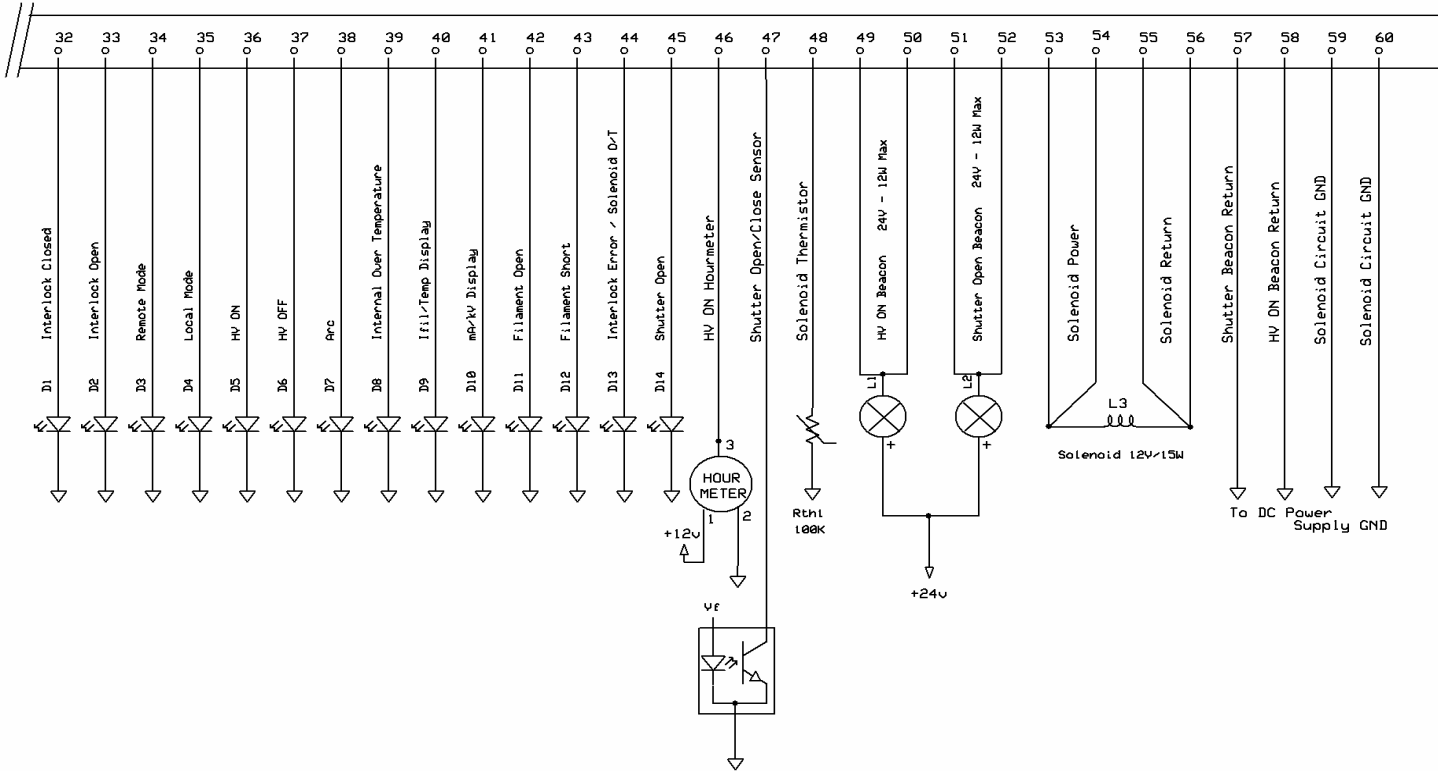 32 33 34 35 36 37 38 39 40 41 42 43 44 45 46 47 48 49 50 51 52 53 54 55 56 57 58 59 60
Interlock Closed
Interlock Open
Remote Mode
Local Mode
HV ON
HV OFF
Arc
Internal Over Temperature
Ifil/Temp Display
mA/kV Display
Filament Open
Filament Short
Interlock Error / Solenoid O/T
Shutter Open
HV ON Hourmeter
Shutter Open/Close Sensor
Solenoid Thermistor
HV ON Beacon 24V - 12W Max
Shutter Open Beacon 24V - 12W Max
Solenoid Power
Solenoid Return
Shutter Beacon Return
HV ON Beacon Return
Solenoid Circuit GND
Solenoid Circuit GND
D1 D2 D3 D4 D5 D6 D7 D8 D9 D10 D11 D12 D13 D14
L1 L2
L3
Solenoid 12V/15W
3
HOUR
METER
1 2
+12v
Rth1
100K
To DC Power
Supply GND
+24v
Vf